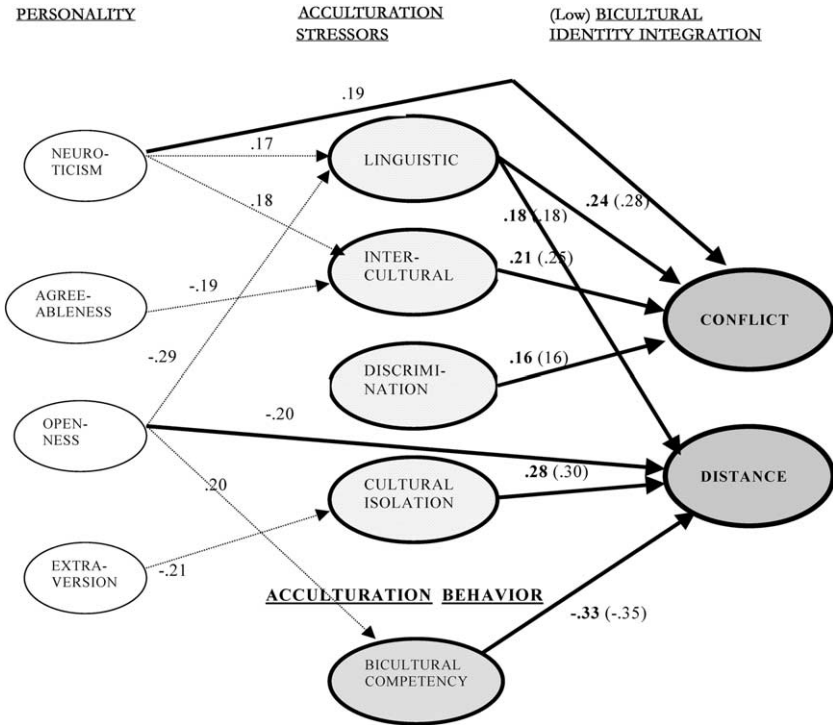 PERSONALITY
ACCULTURATION
STRESSORS
(Low) BICULTURAL
IDENTITY INTEGRATION
.19
NEURO-
TICISM
.17
LINGUISTIC
.18
.24 (.28)
.18 (.18)
INTER-
CULTURAL
.21 (.25)
AGREE-
ABLENESS
-.19
CONFLICT
-.29
DISCRIMI-
NATION
.16 (16)
OPEN-
NESS
-.20
.20
CULTURAL
ISOLATION
.28 (.30)
DISTANCE
EXTRA-
VERSION
-.21
ACCULTURATION BEHAVIOR
-.33 (-.35)
BICULTURAL
COMPETENCY